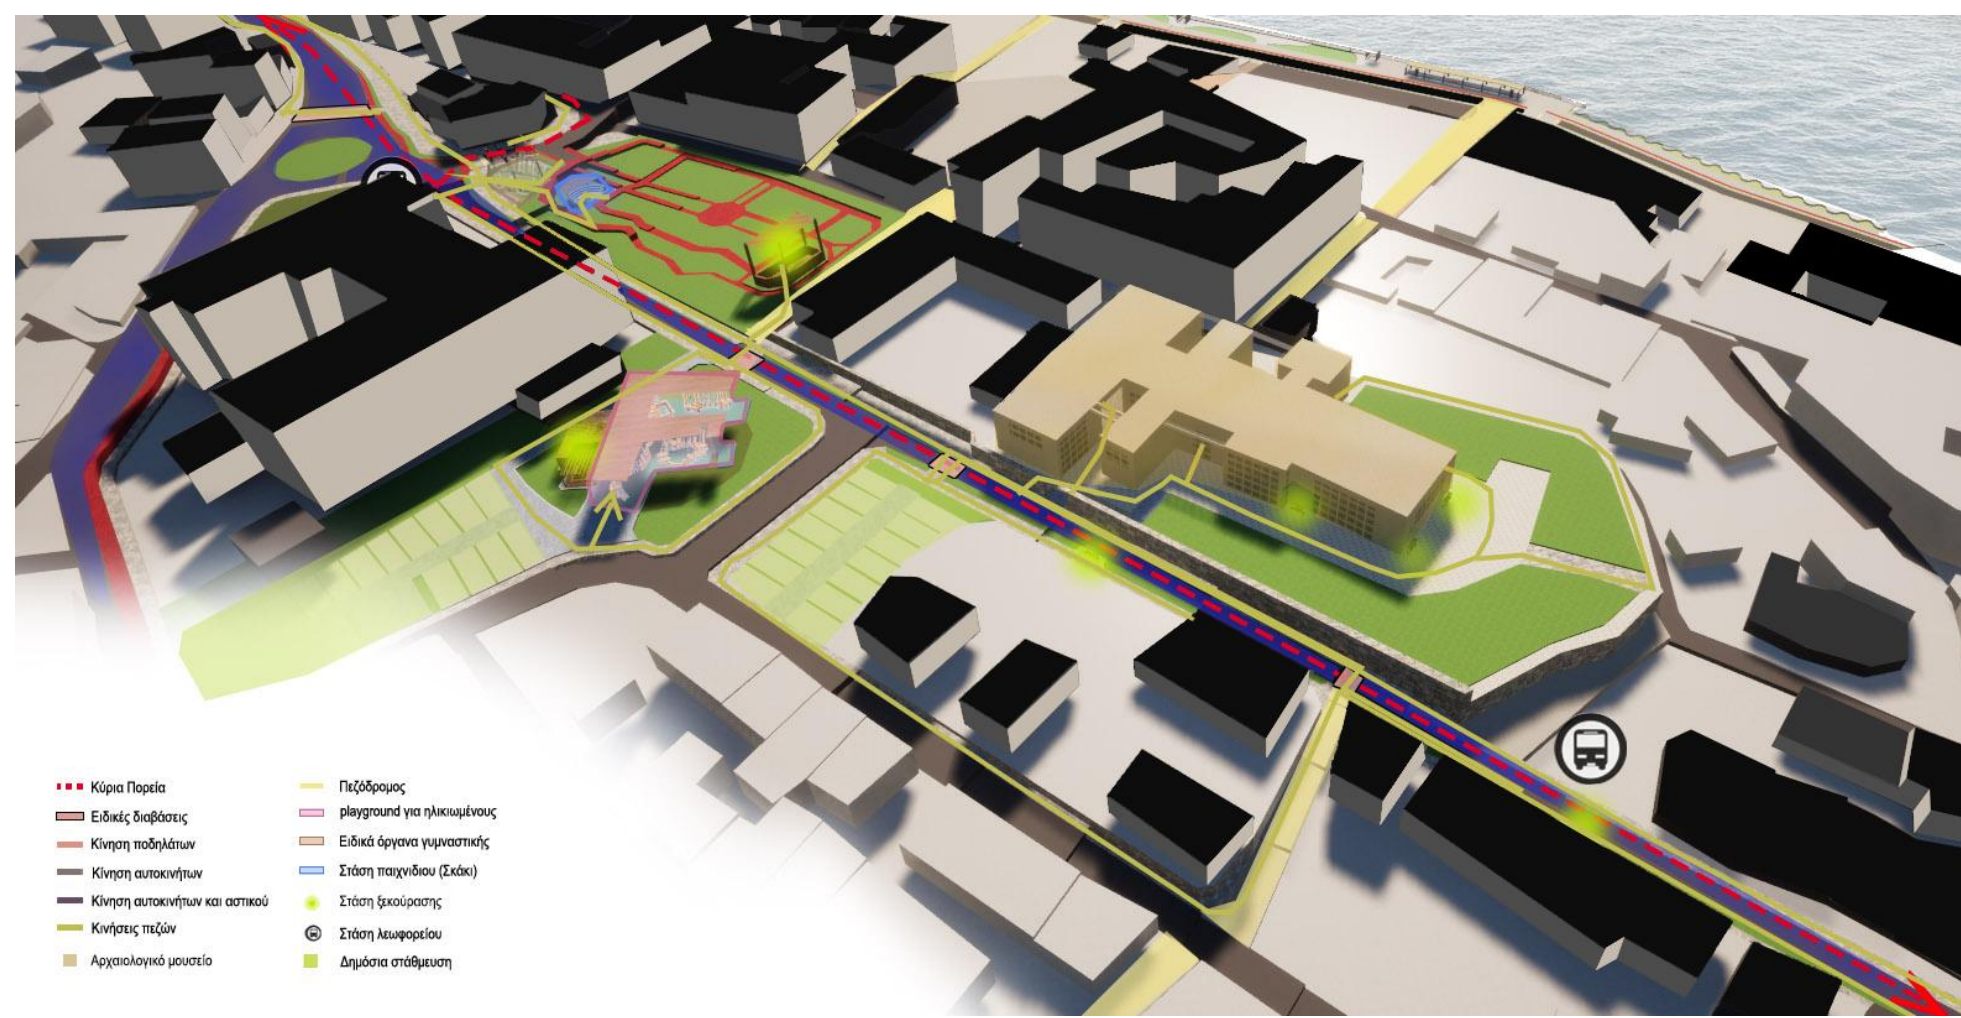 Κύρια Πορεία
Ειδικές διαβάσεις
Κίνηση ποδηλάτων
Κίνηση αυτοκινήτων
Κίνηση αυτοκινήτων και αστικού
Κινήσεις πεζών
Αρχαιολογικό μουσείο
Πεζόδρομος
playground για ηλικιωμένους
Ειδικά όργανα γυμναστικής
Στάση παιχνιδιου (Σκάκι)
Στάση ξεκούρασης
Στάση λεωφορείου
Δημόσια στάθμευση